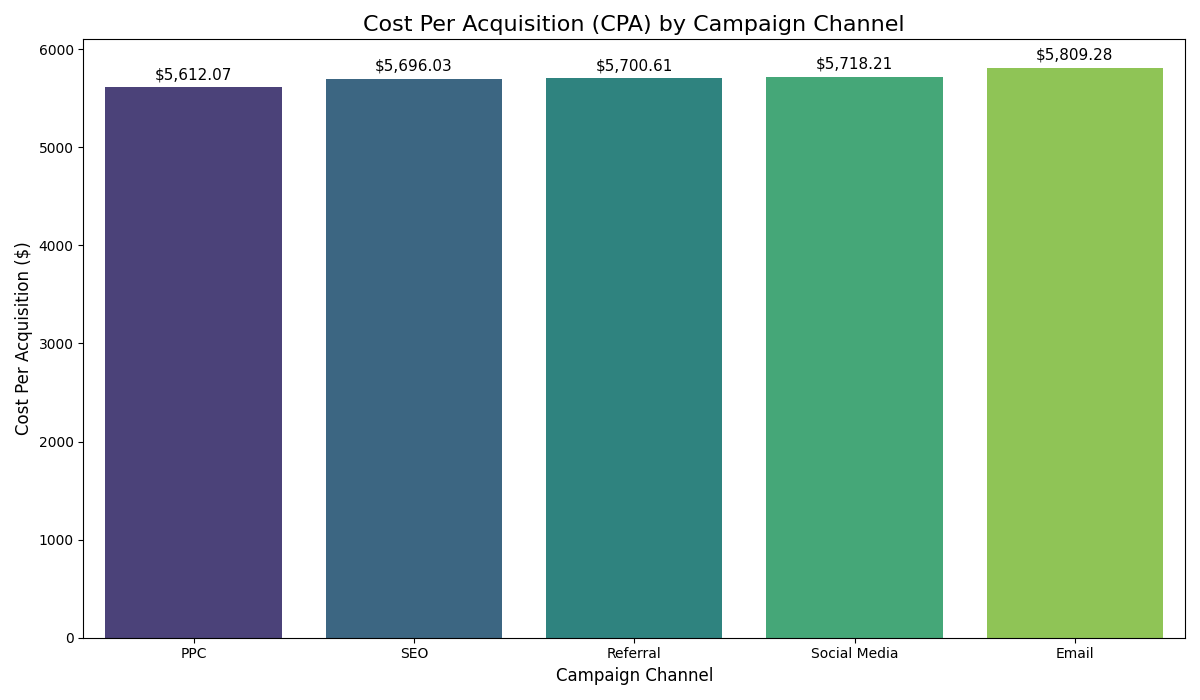 Cost Per Acquisition (CPA) by Campaign Channel
Cost Per Acquisition ($)
6000
5000
4000
3000
2000
1000
0
$5,612.07
$5,696.03
$5,700.61
$5,718.21
$5,809.28
PPC
SEO
Referral
Social Media
Email
Campaign Channel